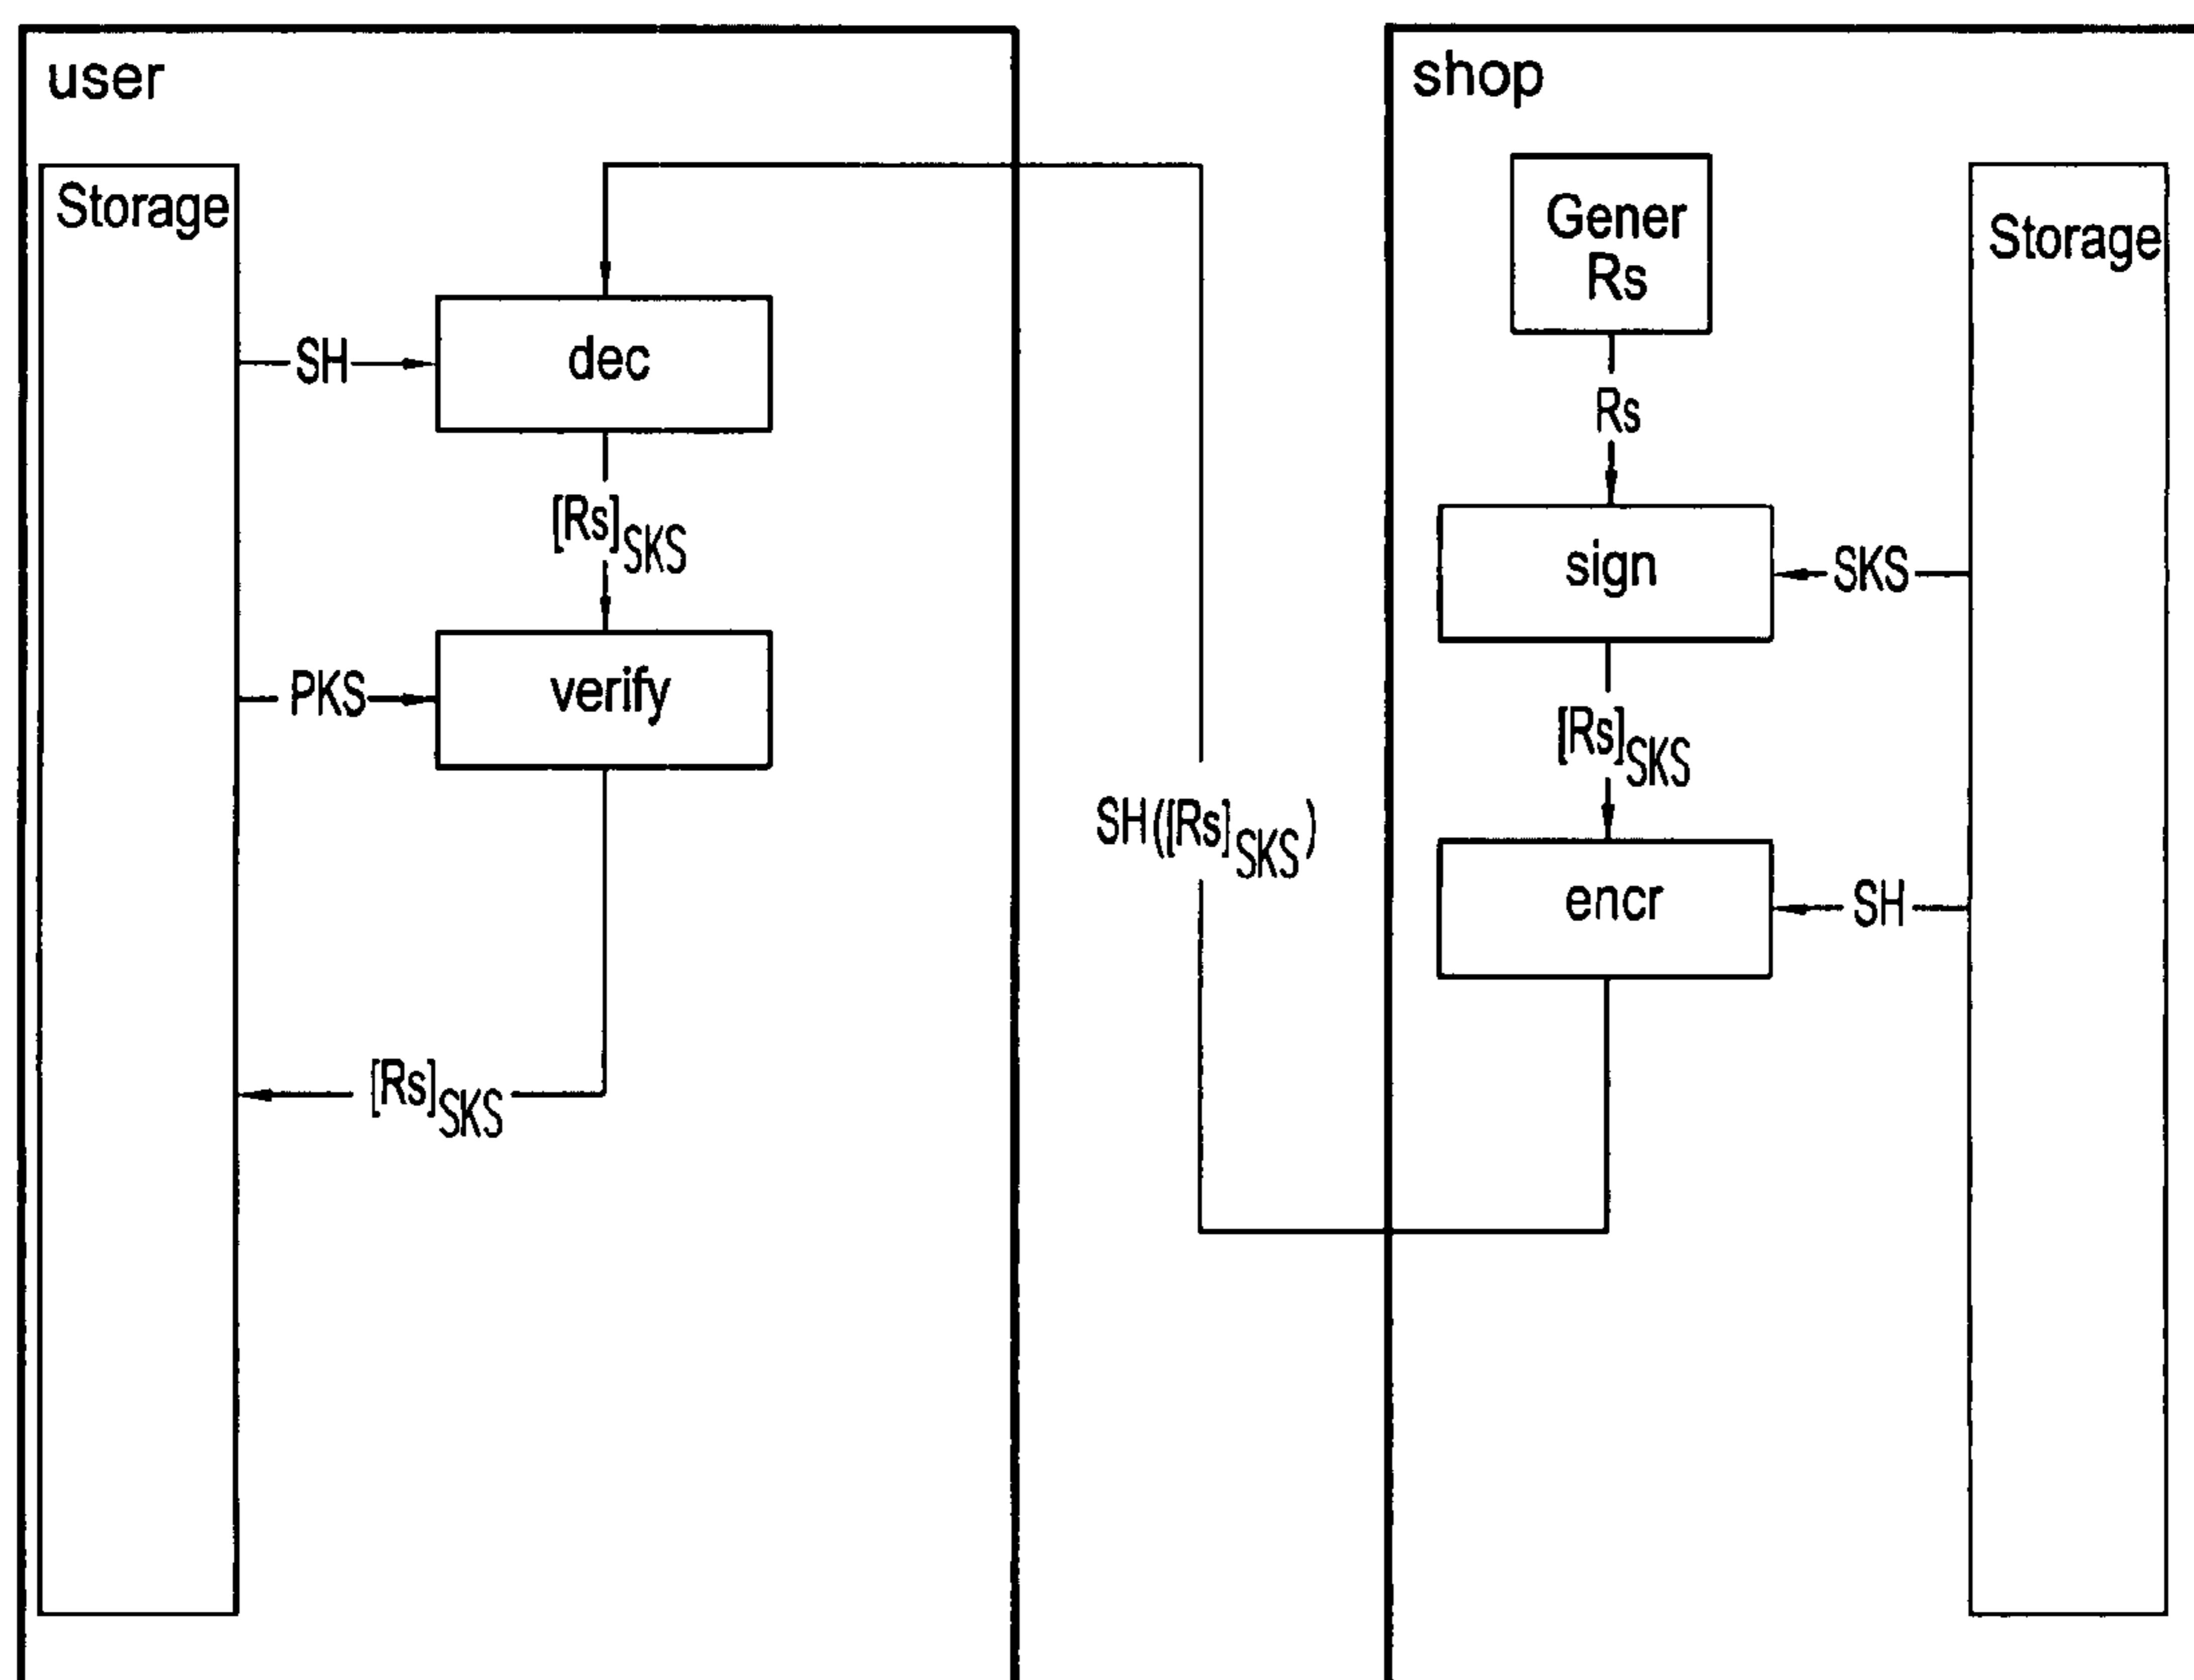 user
Storage
SH
dec
[Rs]SKS
PKS
verify
[Rs]SKS
SH([Rs]SKS)
shop
Gener
Rs
Storage
Rs
sign
SKS
[Rs]SKS
encr
SH